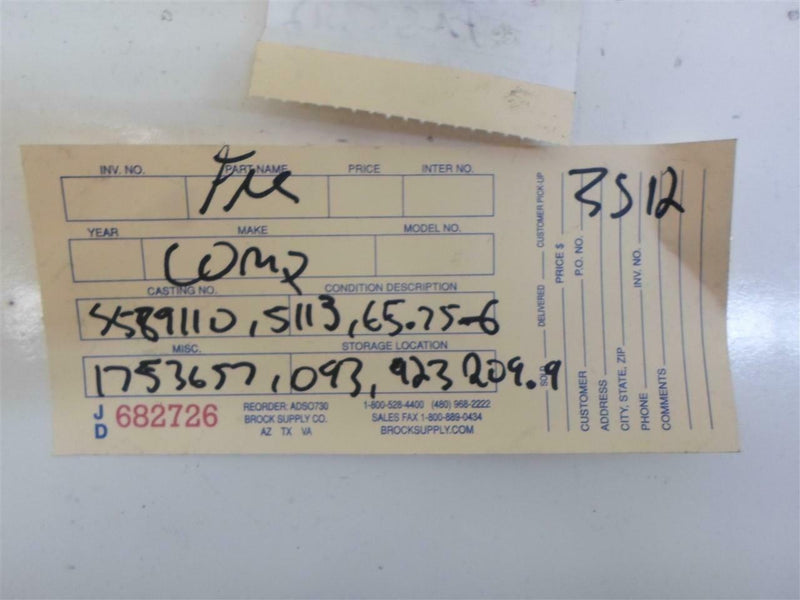 INV. NO. PART NAME PRICE INTER NO.
YEAR MAKE MODEL NO.
COMP
CASTING NO. CONDITION DESCRIPTION
5589110, 5113, 65.75-6
MISC. STORAGE LOCATION
1753657, 093, 923 209.9
JD 682726
REORDER: ADSO730
BROCK SUPPLY CO.
AZ TX VA
1-800-528-4400 (480) 968-2222
SALES FAX 1-800-889-0434
BROCKSUPPLY.COM
3512
SOLD DELIVERED CUSTOMER PICK-UP
PRICE $
CUSTOMER P.O. NO.
ADDRESS
CITY, STATE, ZIP
PHONE INV. NO.
COMMENTS